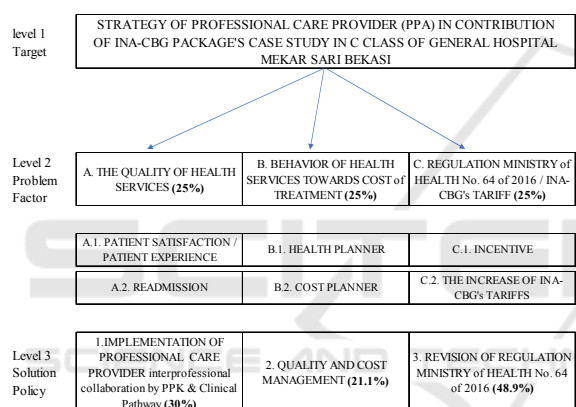 level 1
Target
STRATEGY OF PROFESSIONAL CARE PROVIDER (PPA) IN CONTRIBUTION
OF INA-CBG PACKAGE'S CASE STUDY IN C CLASS OF GENERAL HOSPITAL
MEKAR SARI BEKASI
Level 2
Problem
Factor
A. THE QUALITY OF HEALTH
SERVICES (25%)
B. BEHAVIOR OF HEALTH
SERVICES TOWARDS COST of
TREATMENT (25%)
C. REGULATION MINISTRY of
HEALTH No. 64 of 2016 / INA-
CBG's TARIFF (25%)
A.1. PATIENT SATISFACTION /
PATIENT EXPERIENCE
B.1. HEALTH PLANNER
C.1. INCENTIVE
A.2. READMISSION
B.2. COST PLANNER
C.2. THE INCREASE OF INA-
CBG's TARIFFS
Level 3
Solution
Policy
1.IMPLEMENTATION OF
PROFESSIONAL CARE
PROVIDER interprofessional
collaboration by PPK & Clinical
Pathway (30%)
2. QUALITY AND COST
MANAGEMENT (21.1%)
3. REVISION OF REGULATION
MINISTRY of HEALTH No. 64
of 2016 (48.9%)